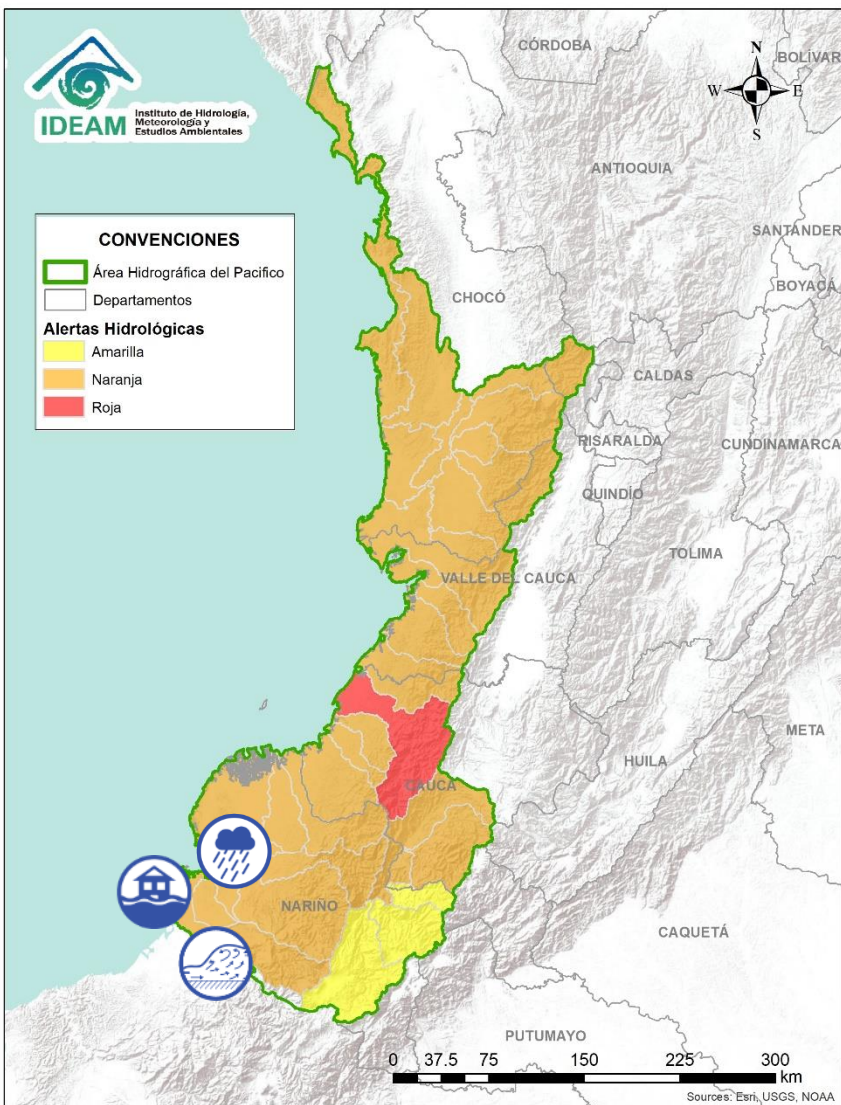 IDEAM
Instituto de Hidrología,
Meteorología y
Estudios Ambientales
N
W
E
S
CÓRDOBA
BOLÍVAR
ANTIOQUIA
SANTANDER
BOYACÁ
CHOCÓ
CALDAS
RISARALDA
CUNDINAMARCA
QUINDÍO
TOLIMA
VALLE DEL CAUCA
META
HUILA
CAUCA
NARIÑO
CAQUETÁ
PUTUMAYO
CONVENCIONES
Área Hidrográfica del Pacifico
Departamentos
Alertas Hidrológicas
Amarilla
Naranja
Roja
0 37.5 75 150 225 300
km
Sources: Esri, USGS, NOAA